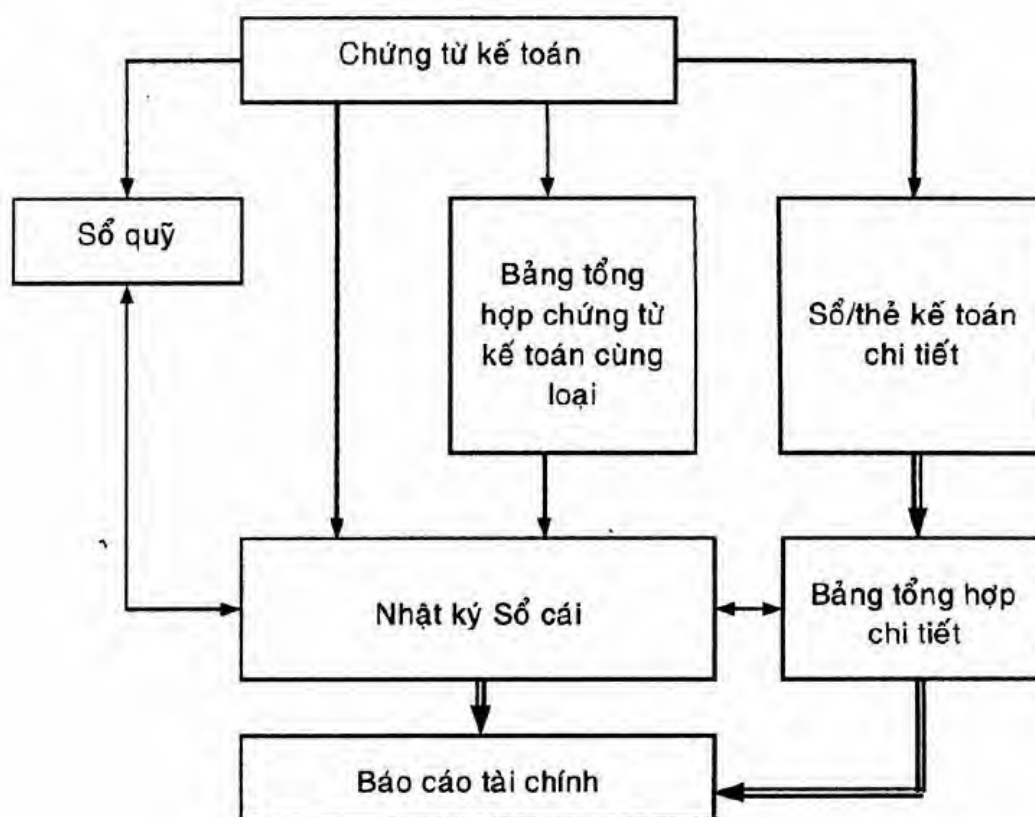 Chứng từ kế toán
Sổ quỹ
Bảng tổng
hợp chứng từ
kế toán cùng
loại
Sổ/thẻ kế toán
chi tiết
Nhật ký Sổ cái
Bảng tổng hợp
chi tiết
Báo cáo tài chính